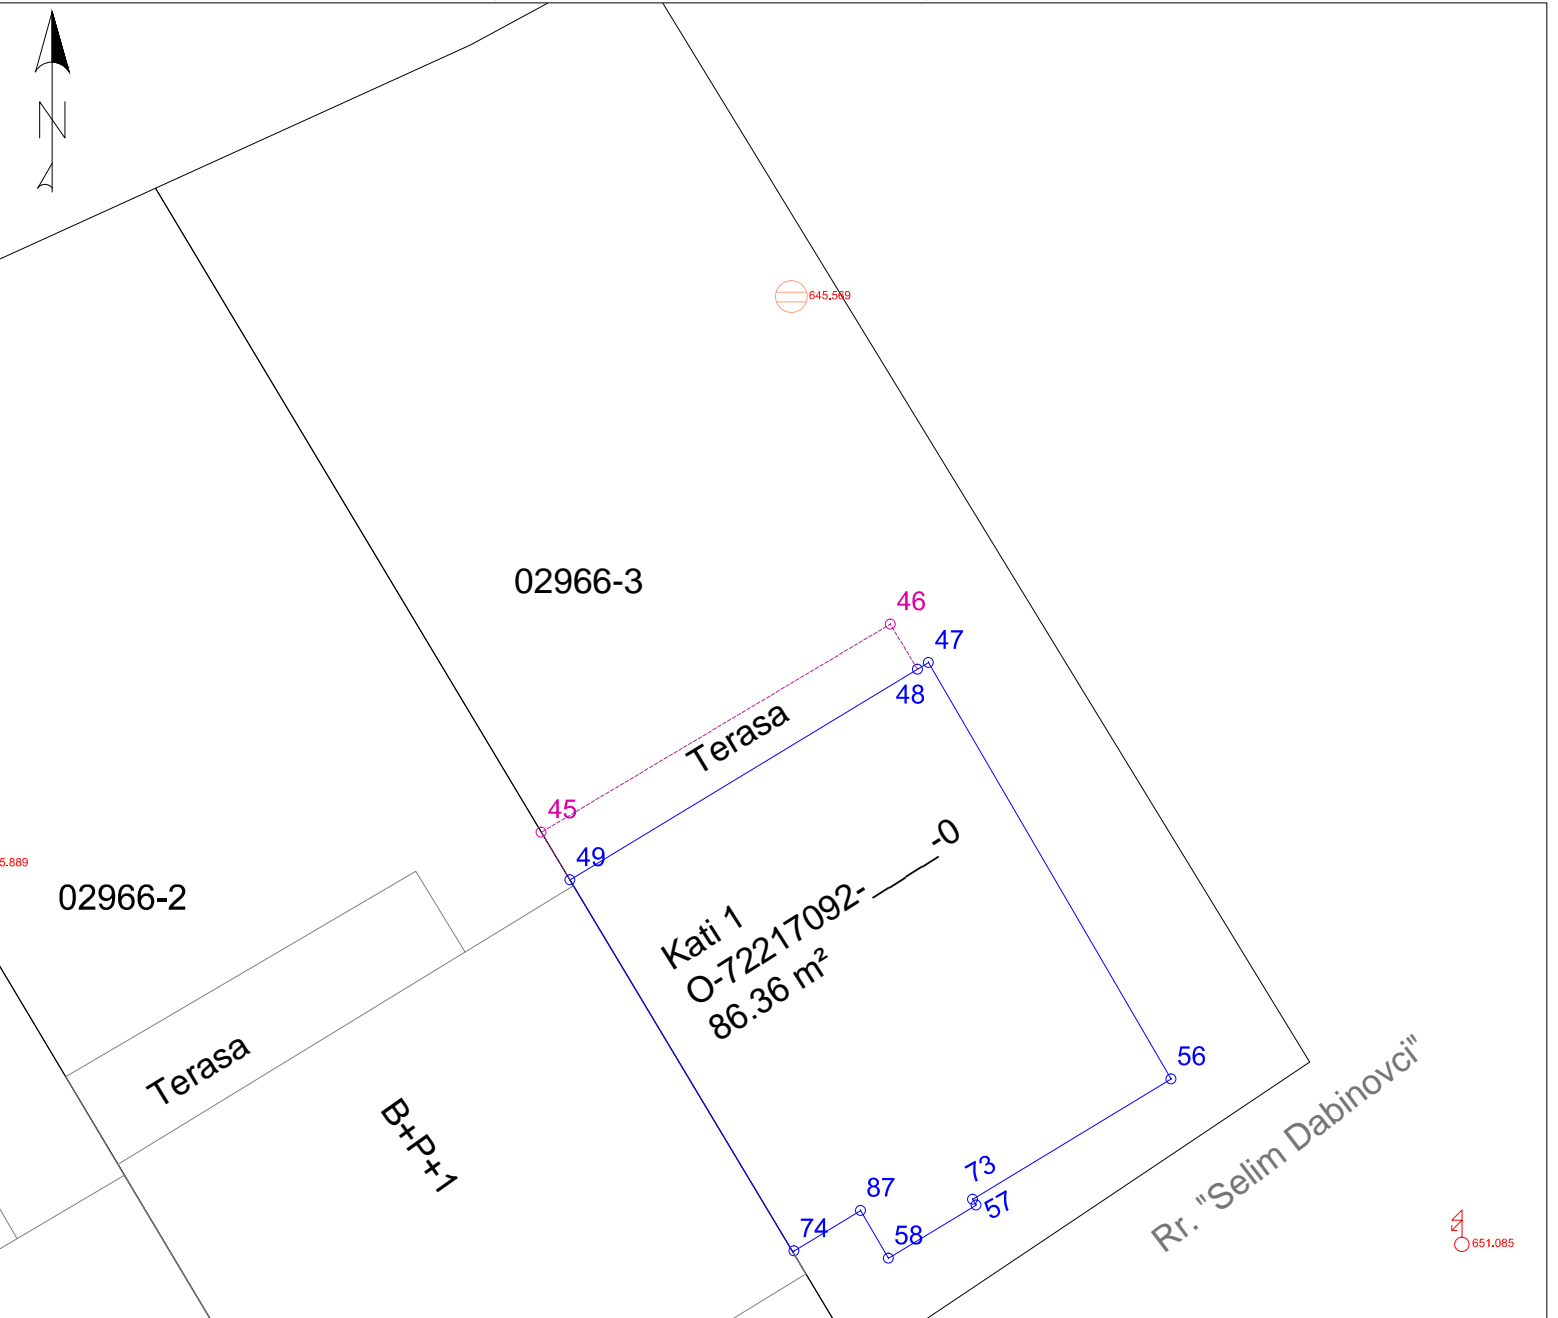 N
645.569
02966-3
46
47
48
Terasa
45
49
5.889
02966-2
Kati 1
O-72217092-______-0
86.36 m²
Terasa
B+P+1
56
73
57
87
58
74
Rr. "Selim Dabinovci"
651.085